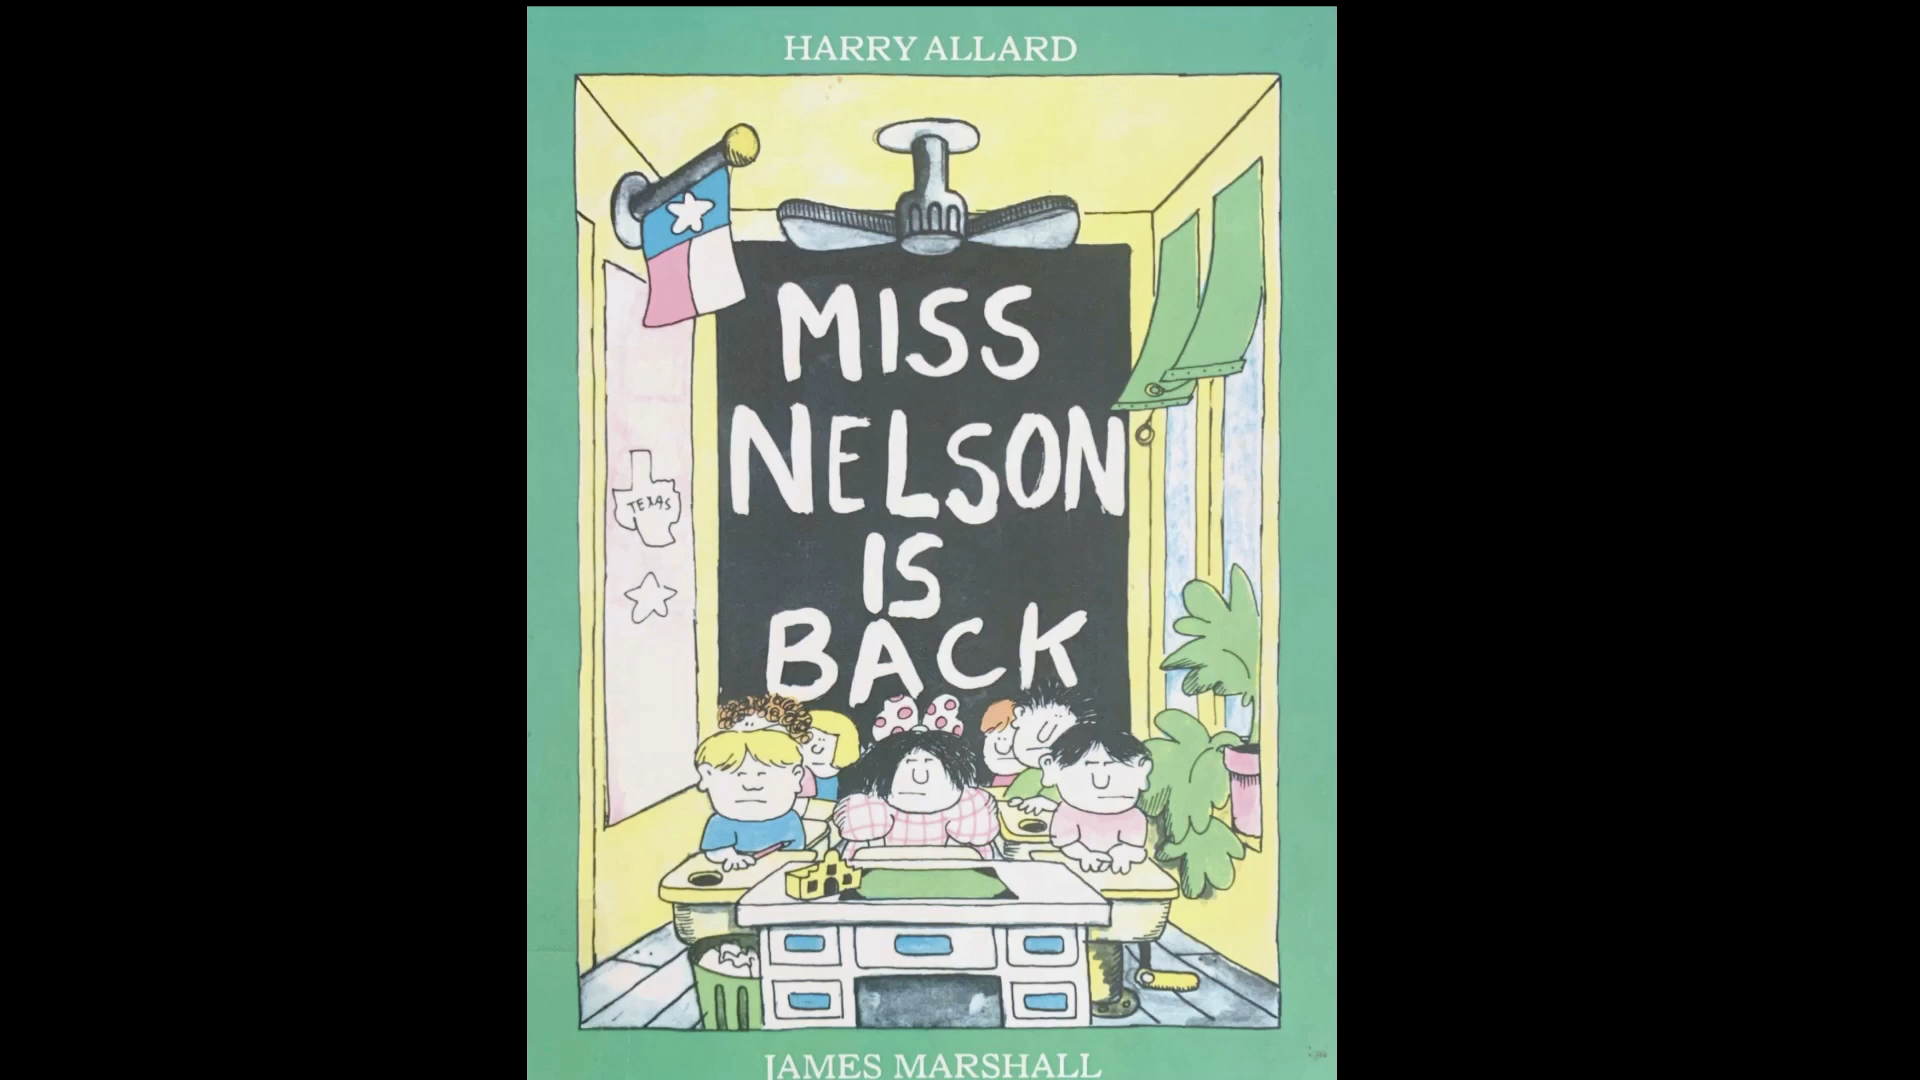 HARRY ALLARD
MISS
NELSON
IS
BACK
TEXAS
JAMES MARSHALL